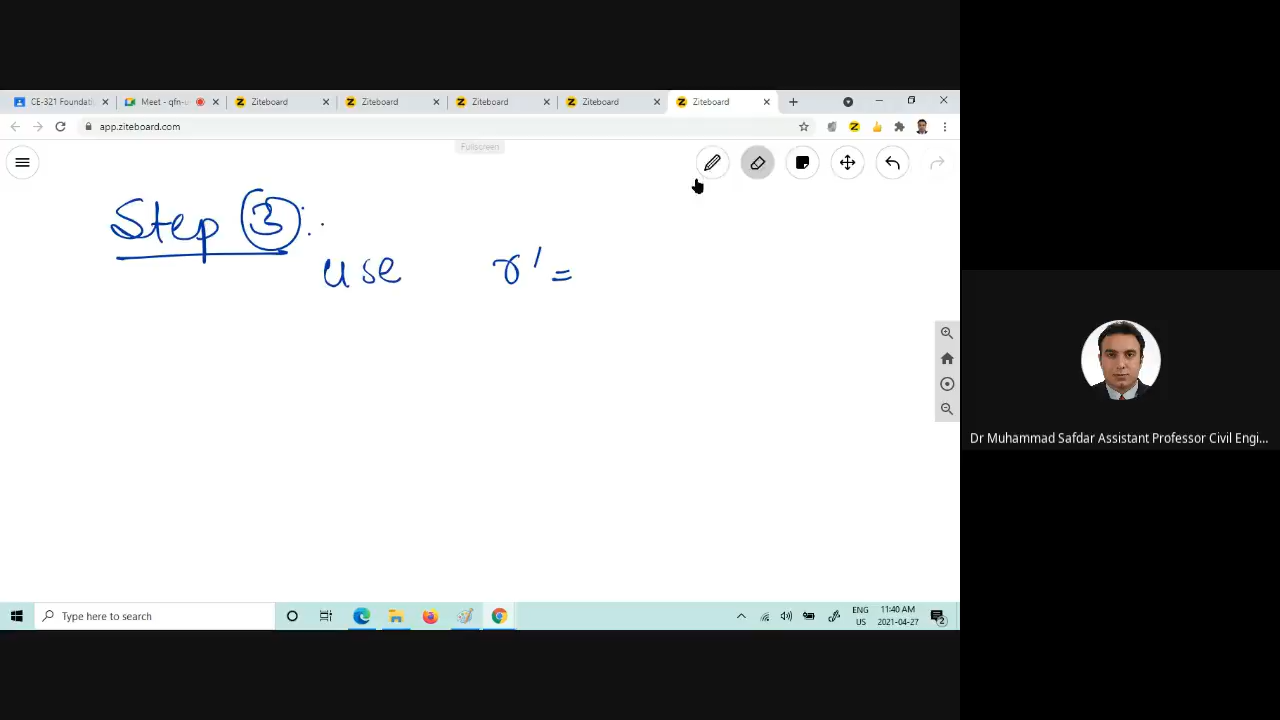 CE-321 Foundati
Meet - qfn-u
Ziteboard
Ziteboard
Ziteboard
Ziteboard
Ziteboard
app.ziteboard.com
Fullscreen
Step 3 :
use γ' =
Dr Muhammad Safdar Assistant Professor Civil Engi...
Type here to search
ENG
US
11:40 AM
2021-04-27
2